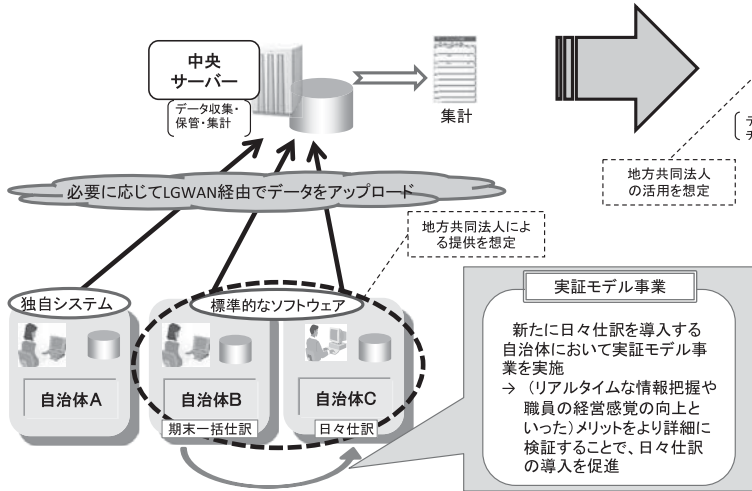 中央
サーバー
データ収集・
保管・集計
集計
必要に応じてLGWAN経由でデータをアップロード
地方共同法人
の活用を想定
地方共同法人によ
る提供を想定
独自システム
標準的なソフトウェア
自治体A
自治体B
自治体C
期末一括仕訳
日々仕訳
実証モデル事業
新たに日々仕訳を導入する
自治体において実証モデル事
業を実施
→ （リアルタイムな情報把握や
職員の経営感覚の向上と
いった）メリットをより詳細に
検証することで、日々仕訳
の導入を促進